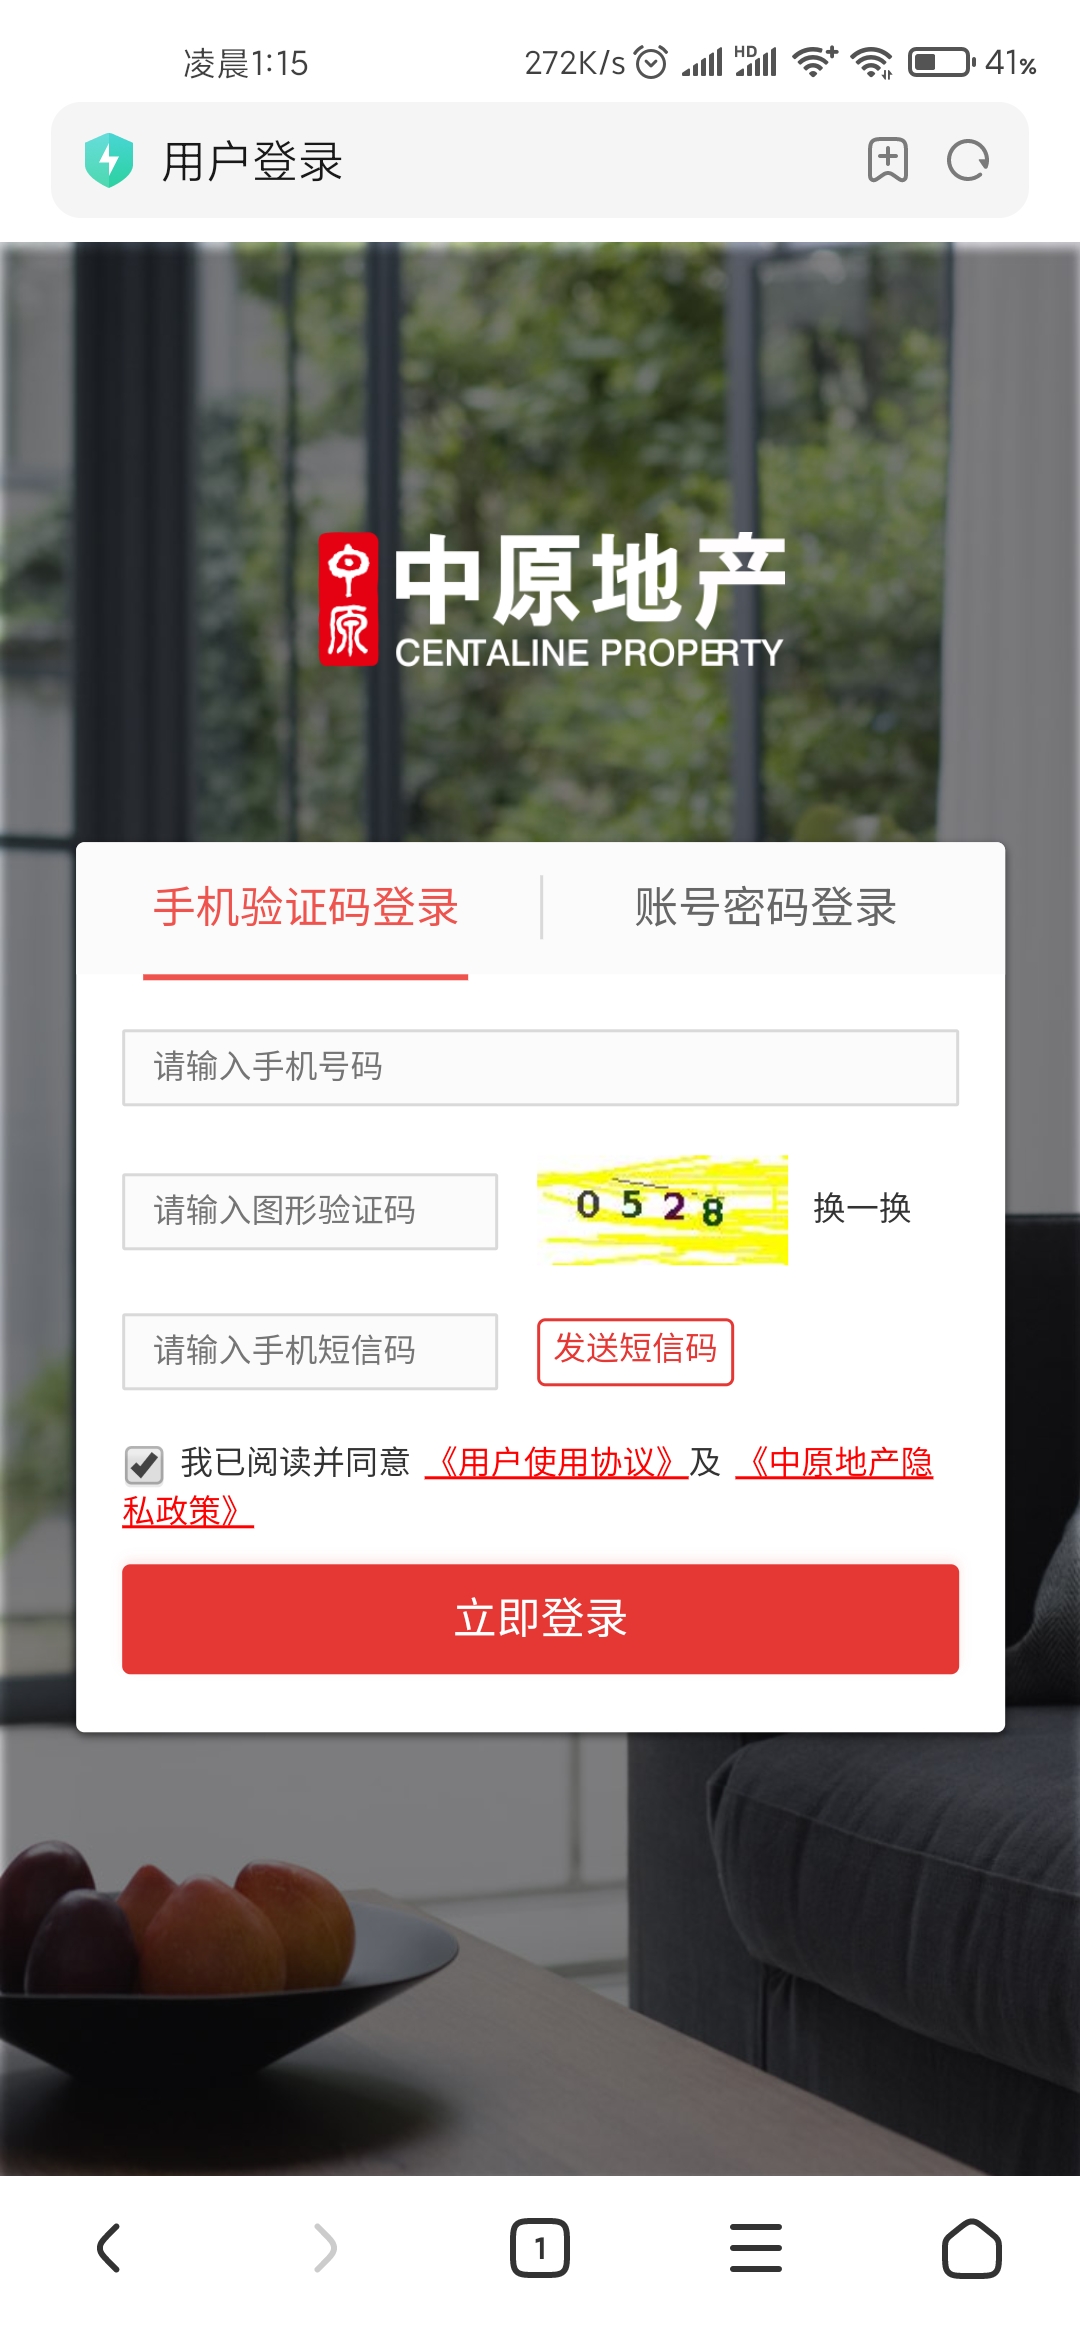 凌晨1:15 272K/s HD 41%
用户登录
中原 中原地产
CENTALINE PROPERTY
手机验证码登录 账号密码登录
请输入手机号码
请输入图形验证码 0528 换一换
请输入手机短信码 发送短信码
我已阅读并同意 《用户使用协议》及 《中原地产隐
私政策》
立即登录
1